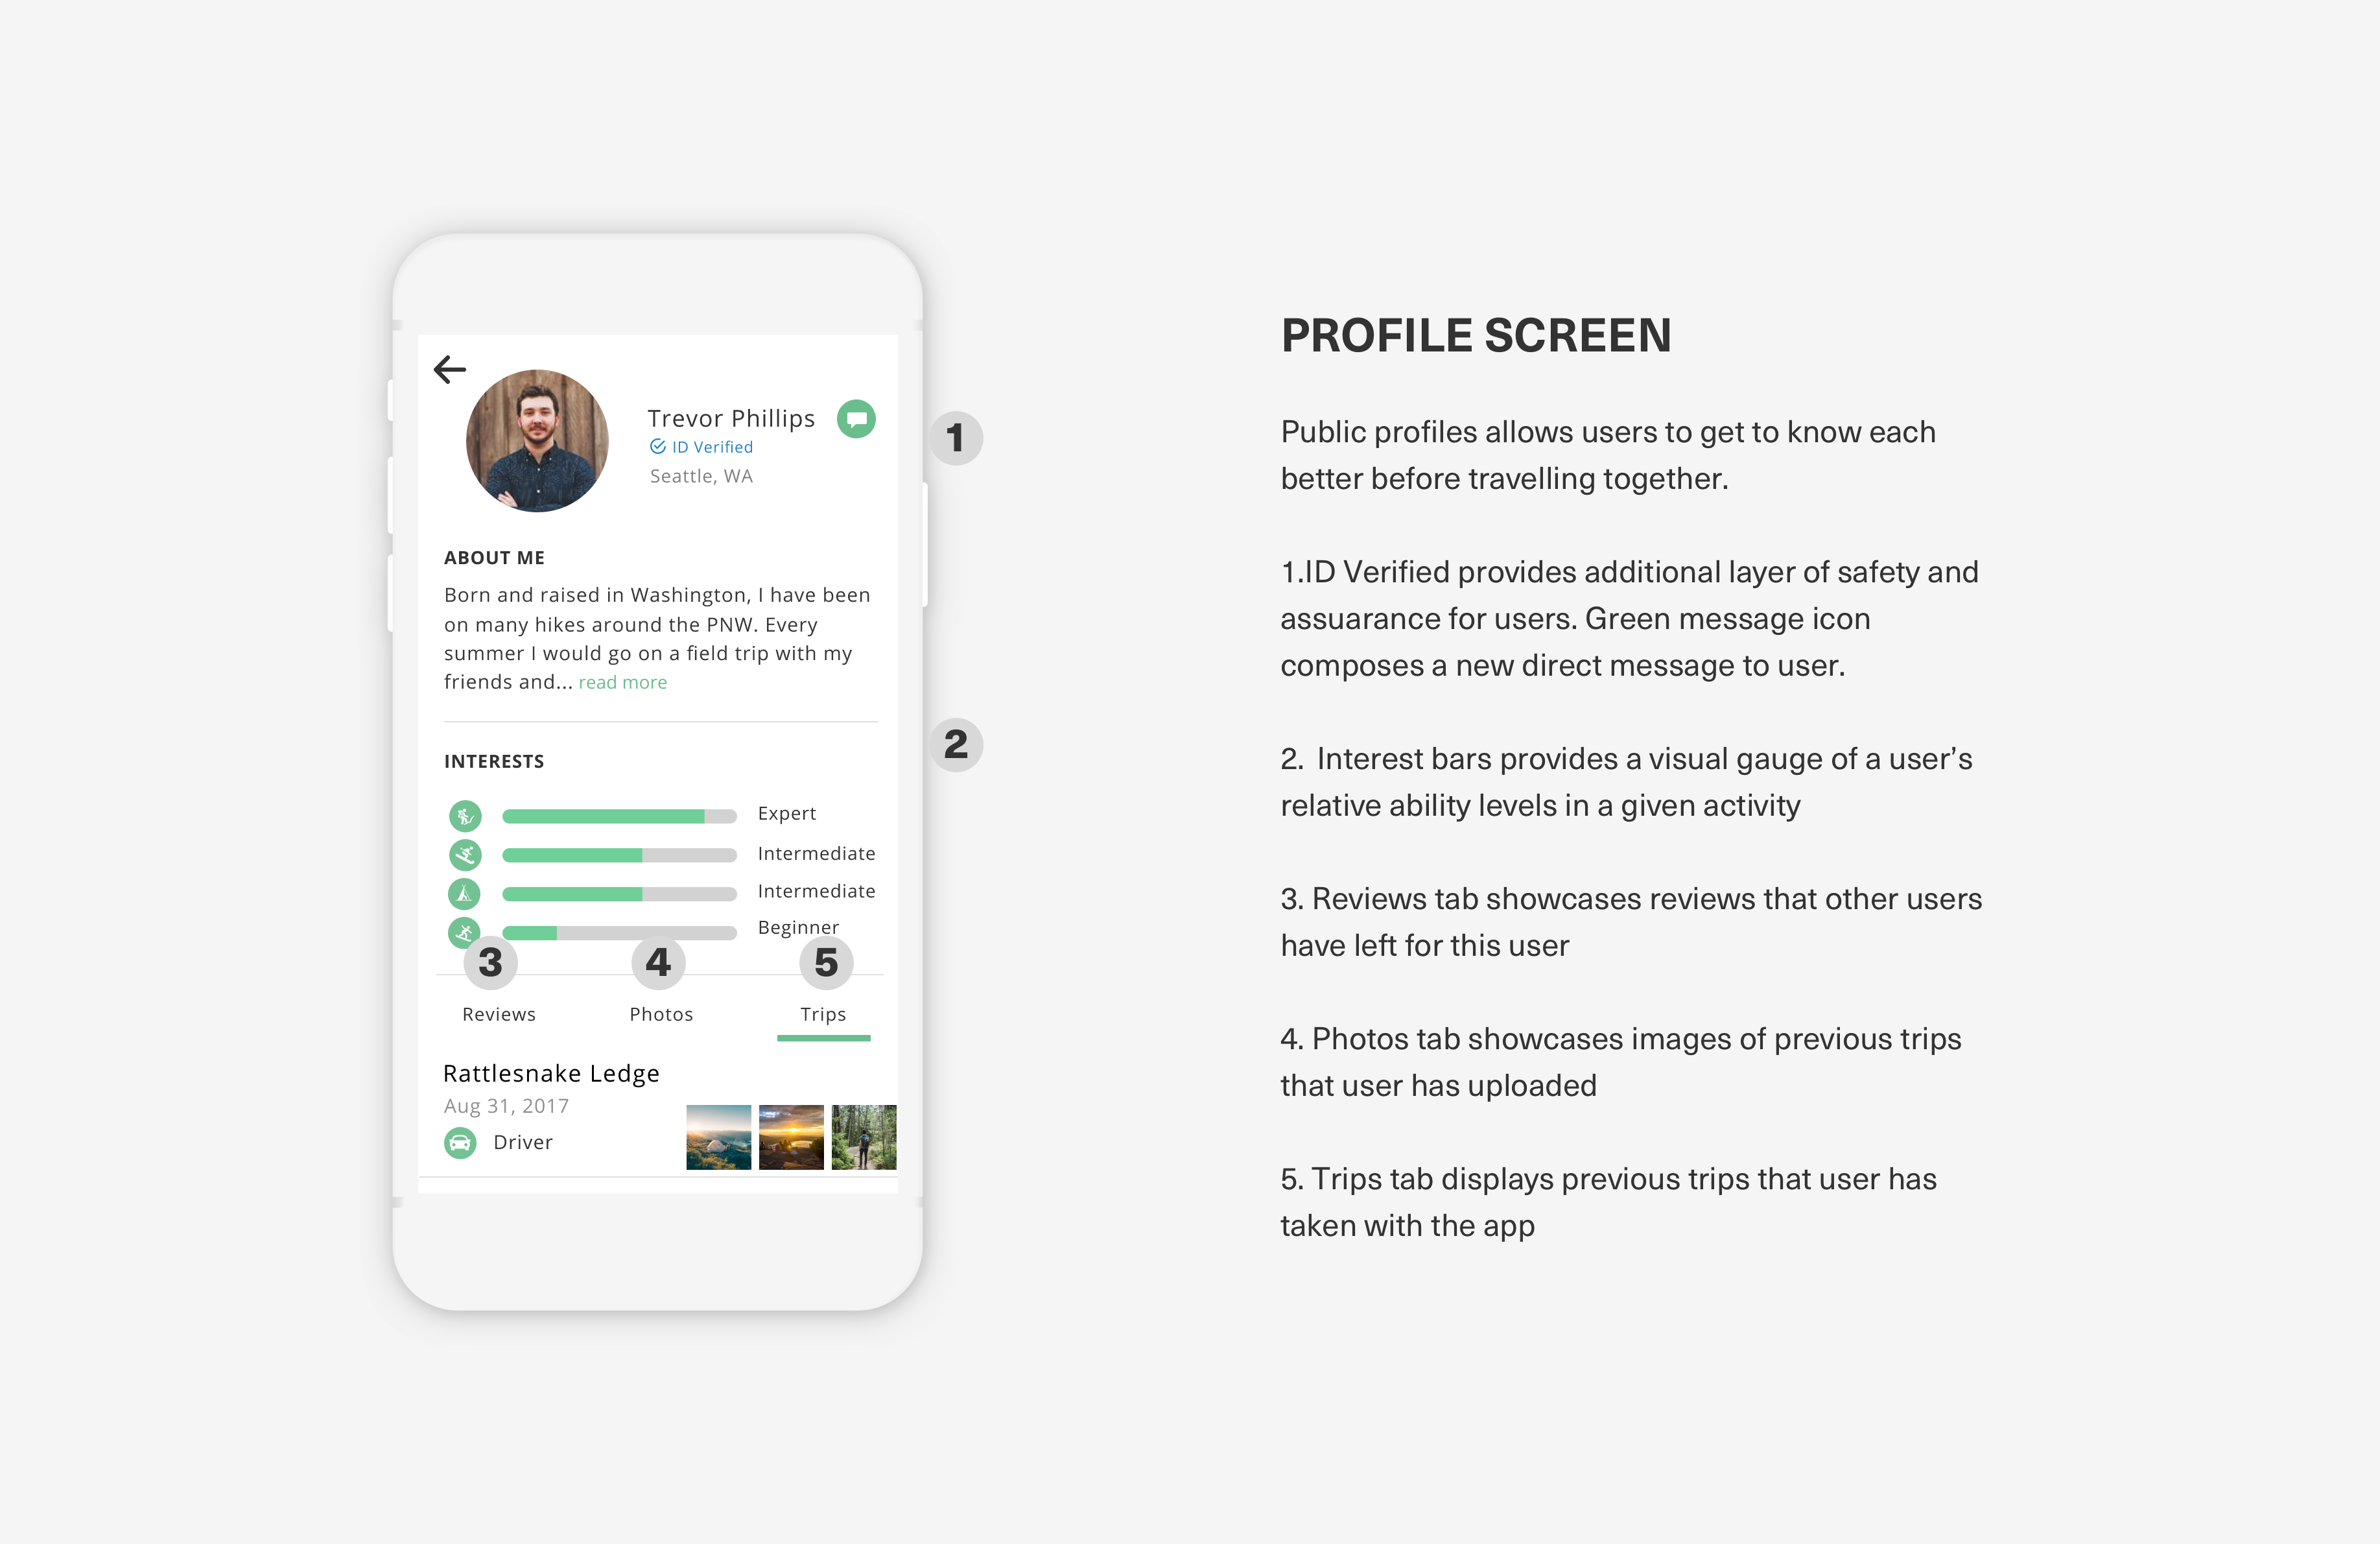 Trevor Phillips
ID Verified
Seattle, WA
ABOUT ME
Born and raised in Washington, I have been
on many hikes around the PNW. Every
summer I would go on a field trip with my
friends and... read more
INTERESTS
Expert
Intermediate
Intermediate
Beginner
1
2
3 4 5
Reviews Photos Trips
Rattlesnake Ledge
Aug 31, 2017
Driver
PROFILE SCREEN
Public profiles allows users to get to know each
better before travelling together.
1.ID Verified provides additional layer of safety and
assuarance for users. Green message icon
composes a new direct message to user.
2. Interest bars provides a visual gauge of a user’s
relative ability levels in a given activity
3. Reviews tab showcases reviews that other users
have left for this user
4. Photos tab showcases images of previous trips
that user has uploaded
5. Trips tab displays previous trips that user has
taken with the app